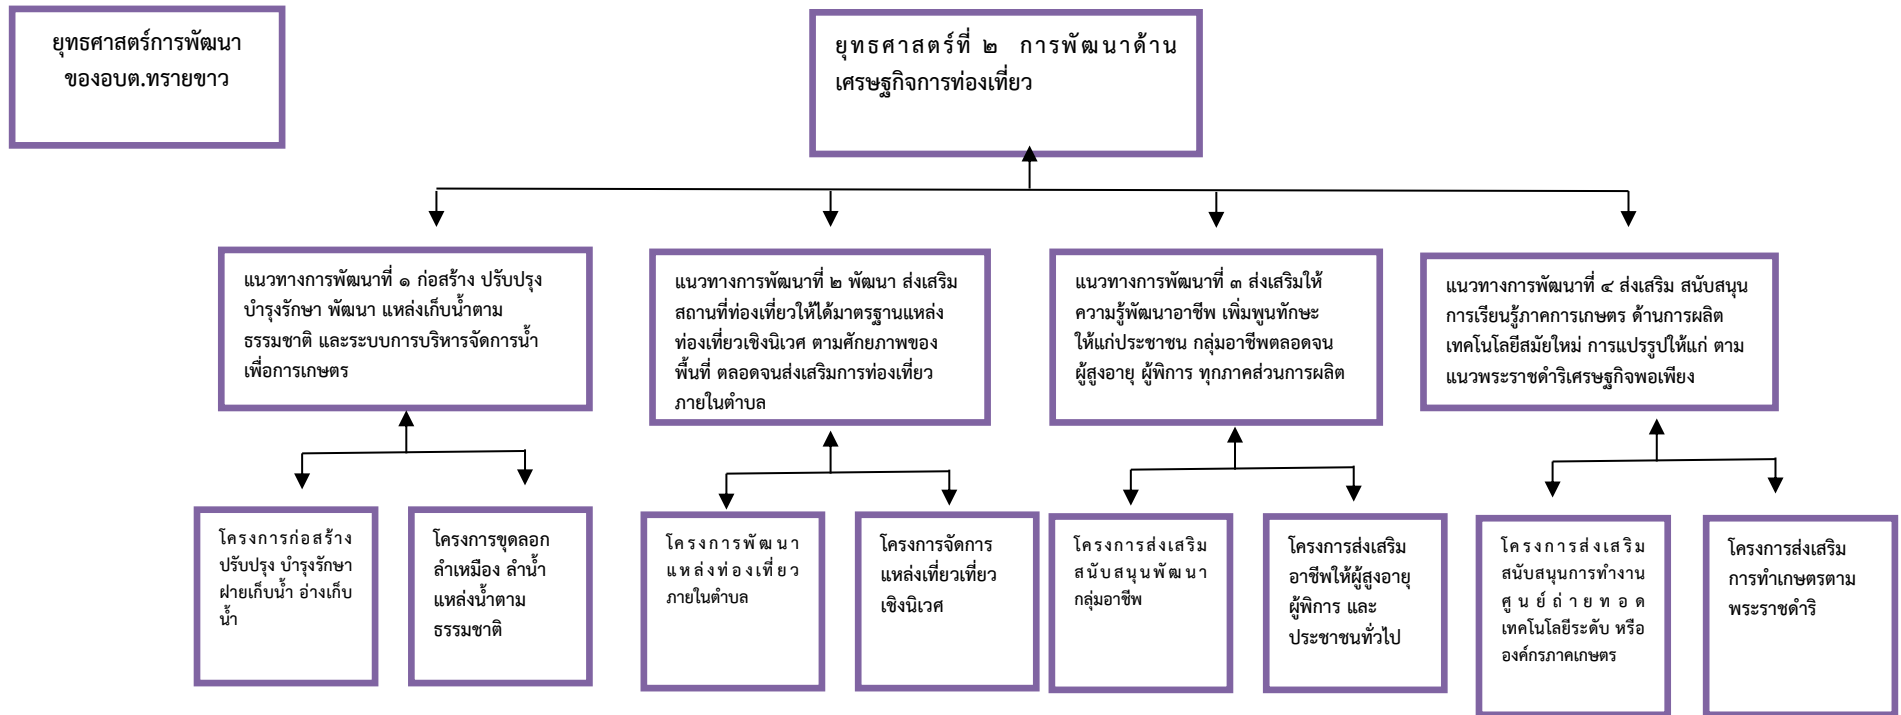 ยุทธศาสตร์การพัฒนา
ของอบต.ทรายขาว
ยุทธศาสตร์ที่ ๒ การพัฒนาด้าน
เศรษฐกิจการท่องเที่ยว
แนวทางการพัฒนาที่ ๑ ก่อสร้าง ปรับปรุง
บำรุงรักษา พัฒนา แหล่งเก็บน้ำตาม
ธรรมชาติ และระบบการบริหารจัดการน้ำ
เพื่อการเกษตร
แนวทางการพัฒนาที่ ๒ พัฒนา ส่งเสริม
สถานที่ท่องเที่ยวให้ได้มาตรฐานแหล่ง
ท่องเที่ยวเชิงนิเวศ ตามศักยภาพของ
พื้นที่ ตลอดจนส่งเสริมการท่องเที่ยว
ภายในตำบล
แนวทางการพัฒนาที่ ๓ ส่งเสริมให้
ความรู้พัฒนาอาชีพ เพิ่มพูนทักษะ
ให้แก่ประชาชน กลุ่มอาชีพตลอดจน
ผู้สูงอายุ ผู้พิการ ทุกภาคส่วนการผลิต
แนวทางการพัฒนาที่ ๔ ส่งเสริม สนับสนุน
การเรียนรู้ภาคการเกษตร ด้านการผลิต
เทคโนโลยีสมัยใหม่ การแปรรูปให้แก่ ตาม
แนวพระราชดำริเศรษฐกิจพอเพียง
โครงการก่อสร้าง
ปรับปรุง บำรุงรักษา
ฝายเก็บน้ำ อ่างเก็บ
น้ำ
โครงการขุดลอก
ลำเหมือง ลำน้ำ
แหล่งน้ำตาม
ธรรมชาติ
โครงการพัฒนา
แหล่งท่องเที่ยว
ภายในตำบล
โครงการจัดการ
แหล่งเที่ยวเที่ยว
เชิงนิเวศ
โครงการส่งเสริม
สนับสนุนพัฒนา
กลุ่มอาชีพ
โครงการส่งเสริม
อาชีพให้ผู้สูงอายุ
ผู้พิการ และ
ประชาชนทั่วไป
โครงการส่งเสริม
สนับสนุนการทำงาน
ศูนย์ถ่ายทอด
เทคโนโลยีระดับ หรือ
องค์กรภาคเกษตร
โครงการส่งเสริม
การทำเกษตรตาม
พระราชดำริ